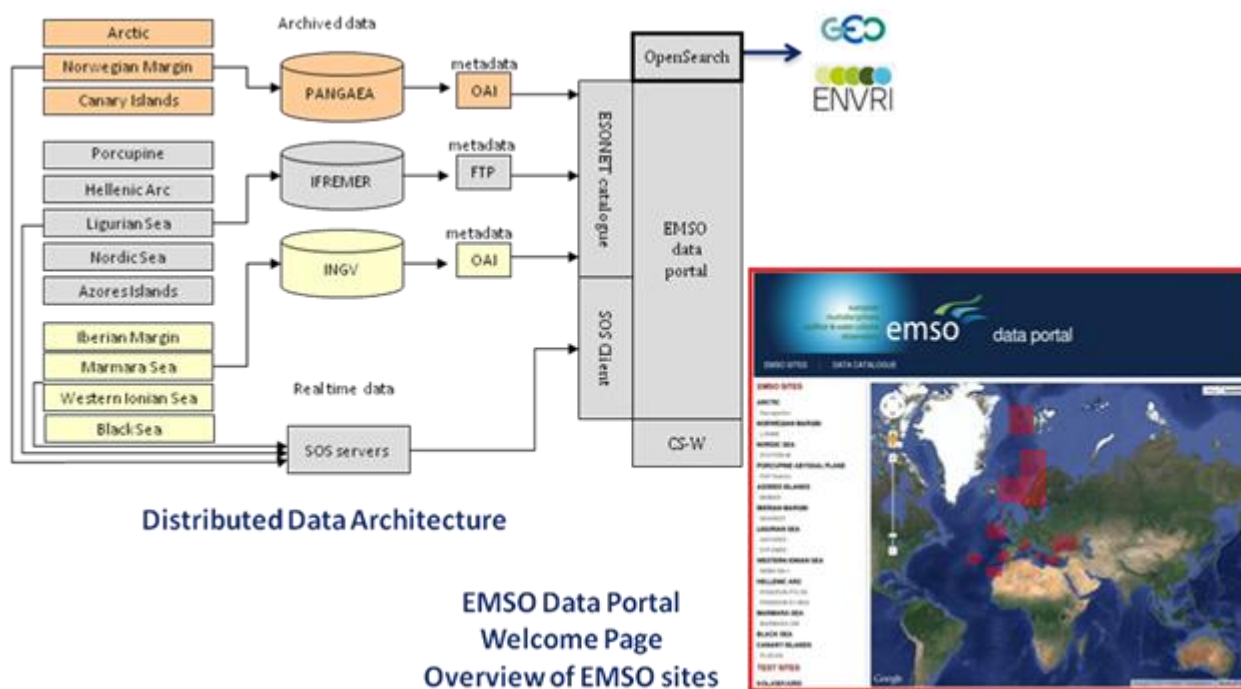 Archived data
Arctic
Norwegian Margin
Canary Islands
PANGAEA
metadata
OAI
Porcupine
Hellenic Arc
Ligurian Sea
Nordic Sea
Azores Islands
IFREMER
metadata
FTP
INGV
metadata
OAI
Iberian Margin
Marmara Sea
Western Ionian Sea
Black Sea
Real time data
SOS servers
ESONET catalogue
SOS Client
OpenSearch
EMSO
data
portal
CS-W
GEO
ENVRI
Distributed Data Architecture
EMSO Data Portal
Welcome Page
Overview of EMSO sites
emso data portal
EMSO SITES
DATA CATALOGUE
EMSO SITES
ARCTIC
NORWEGIAN MARGIN
NORDIC SEA
PORCUPINE ABYSSAL PLAIN
AZORES ISLANDS
IBERIAN MARGIN
LIGURIAN SEA
WESTERN IONIAN SEA
HELLENIC ARC
MARMARA SEA
BLACK SEA
CANARY ISLANDS
TEST SITES
Google